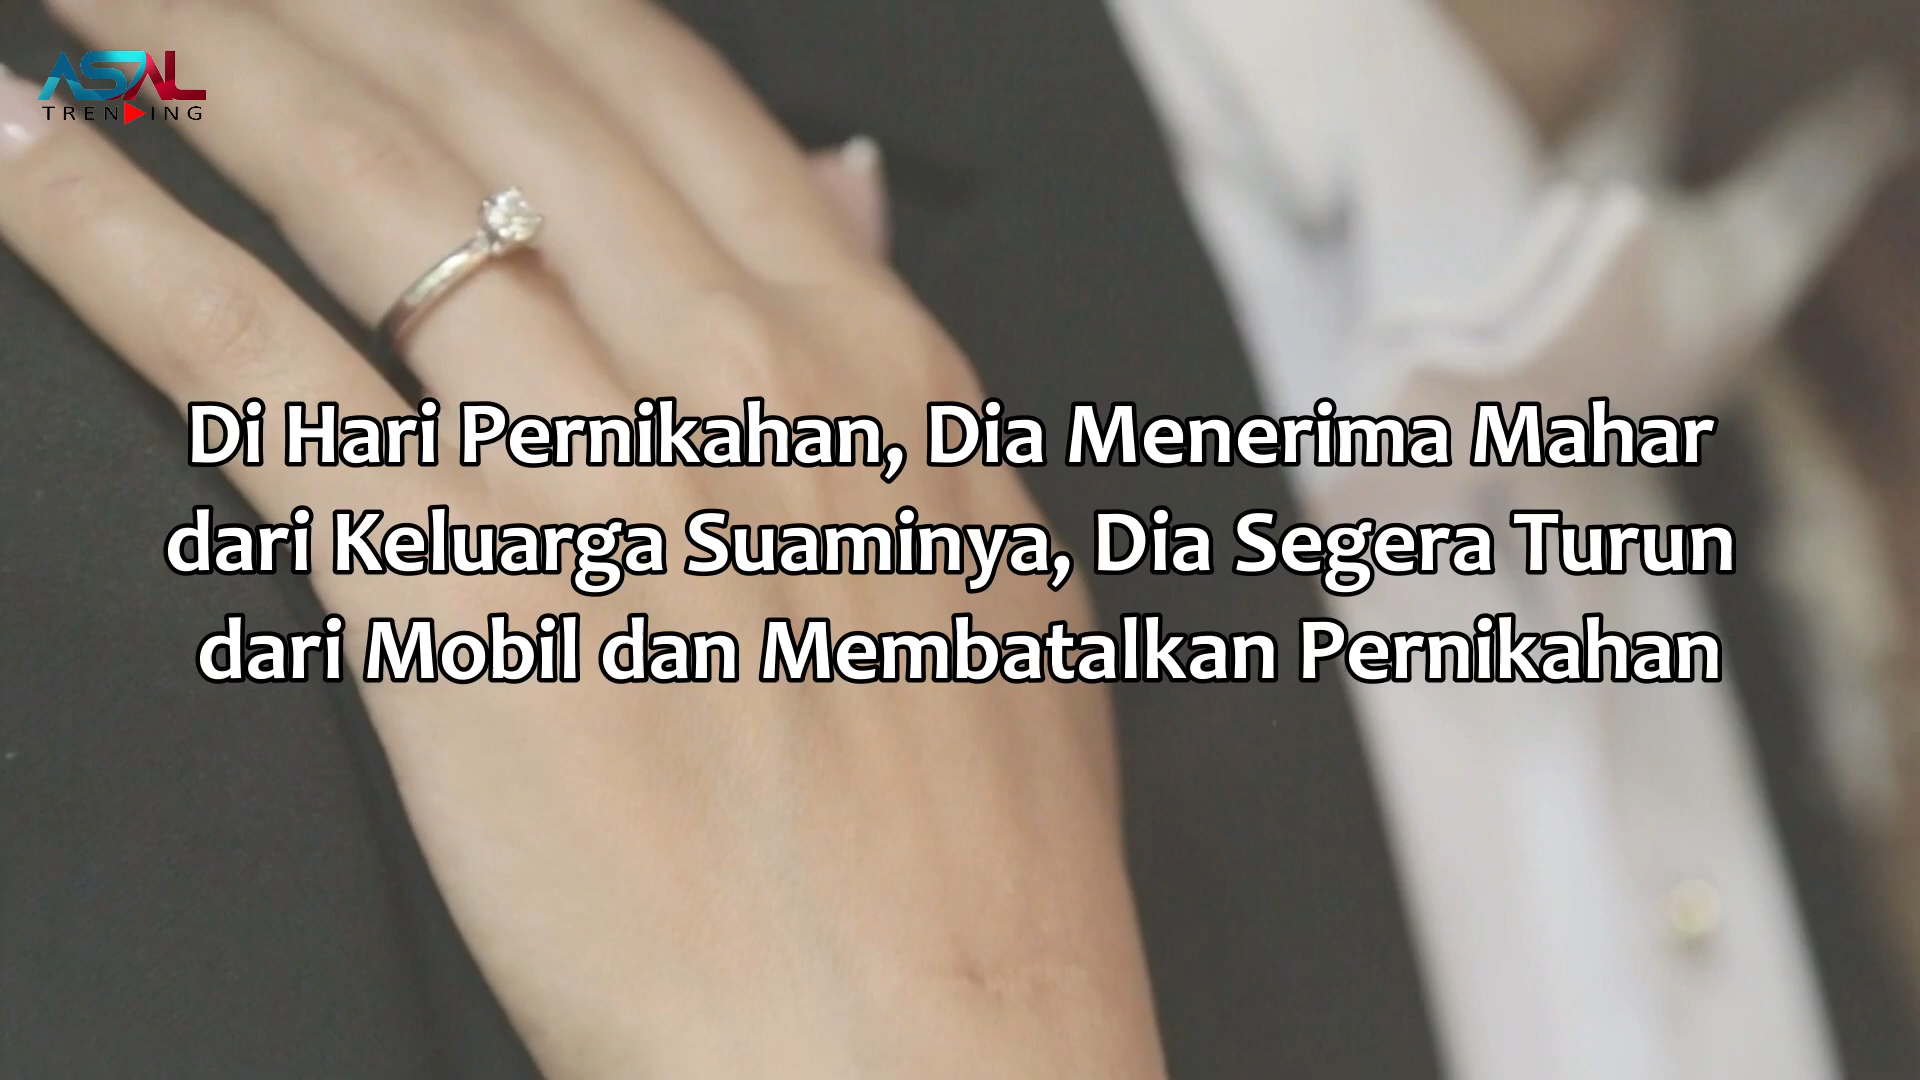 ASAL
TRENDING
Di Hari Pernikahan, Dia Menerima Mahar
dari Keluarga Suaminya, Dia Segera Turun
dari Mobil dan Membatalkan Pernikahan